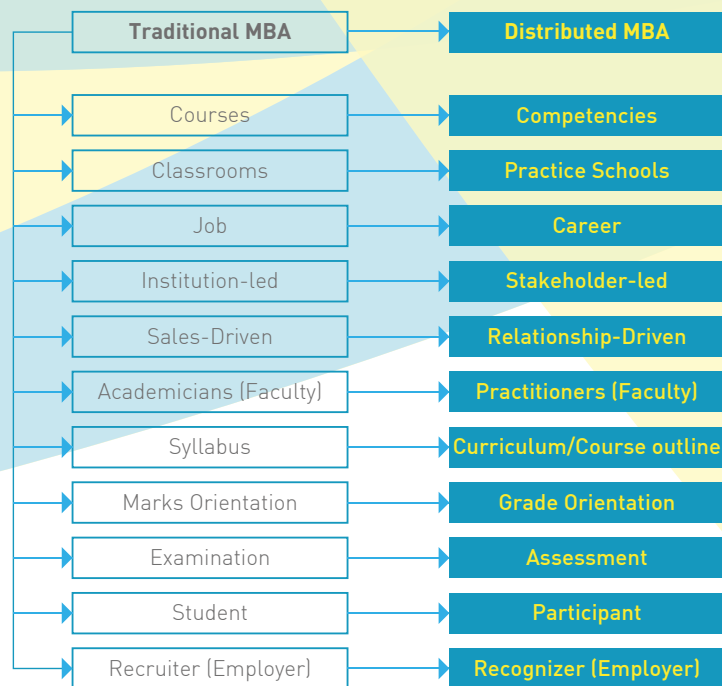 Traditional MBA
Distributed MBA
Courses
Competencies
Classrooms
Practice Schools
Job
Career
Institution-led
Stakeholder-led
Sales-Driven
Relationship-Driven
Academicians (Faculty)
Practitioners (Faculty)
Syllabus
Curriculum/Course outline
Marks Orientation
Grade Orientation
Examination
Assessment
Student
Participant
Recruiter (Employer)
Recognizer (Employer)